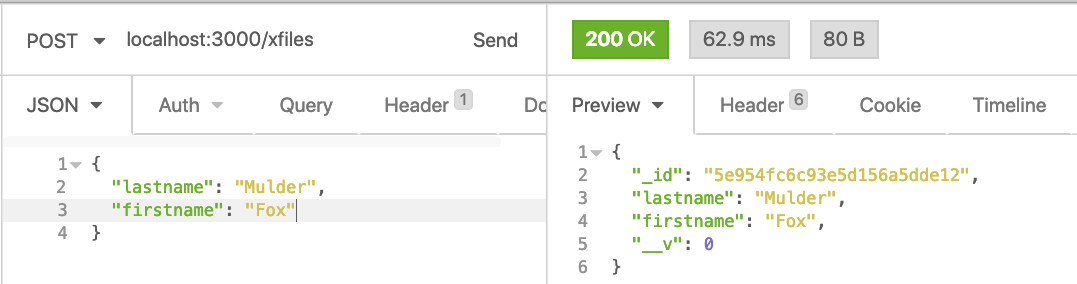 POST localhost:3000/xfiles Send
200 OK 62.9 ms 80 B
JSON Auth Query Header 1 Do
Preview Header 6 Cookie Timeline
1 {
2 "lastname": "Mulder",
3 "firstname": "Fox"
4 }
1 {
2 "_id": "5e954fc6c93e5d156a5dde12",
3 "lastname": "Mulder",
4 "firstname": "Fox",
5 "__v": 0
6 }